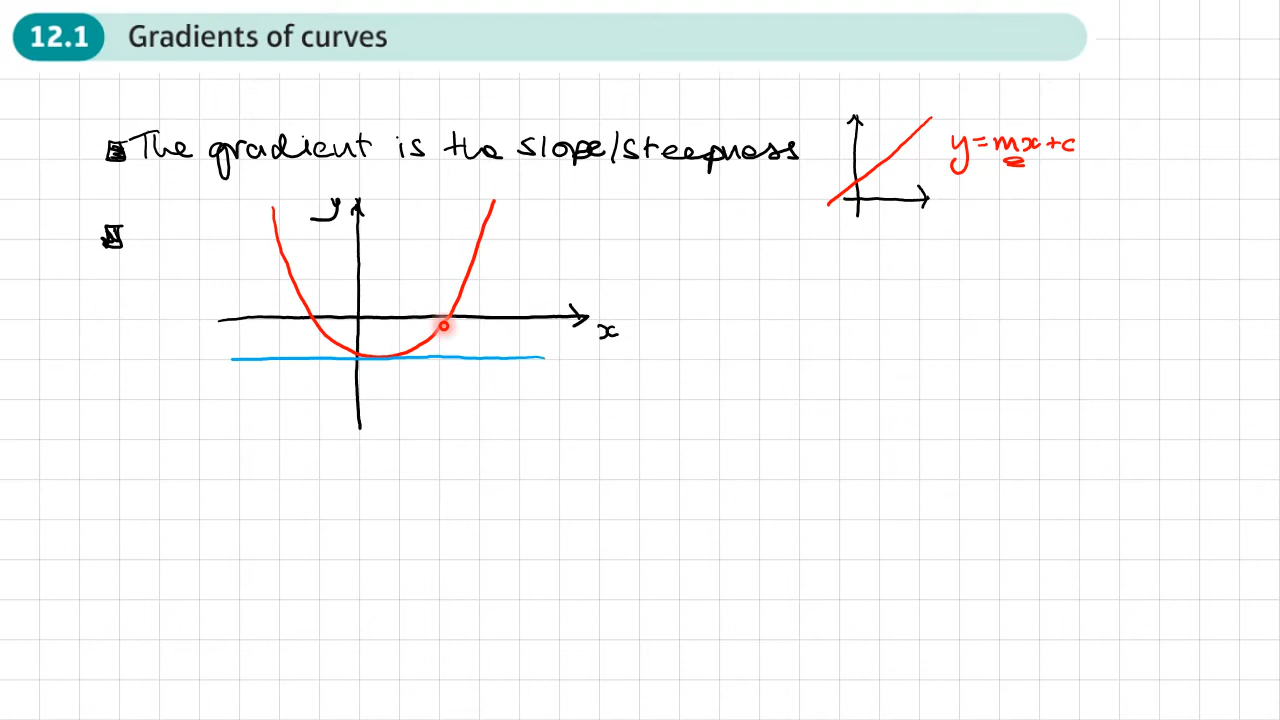 12.1 Gradients of curves
The gradient is the slope/steepness
y = mx + c
y
x